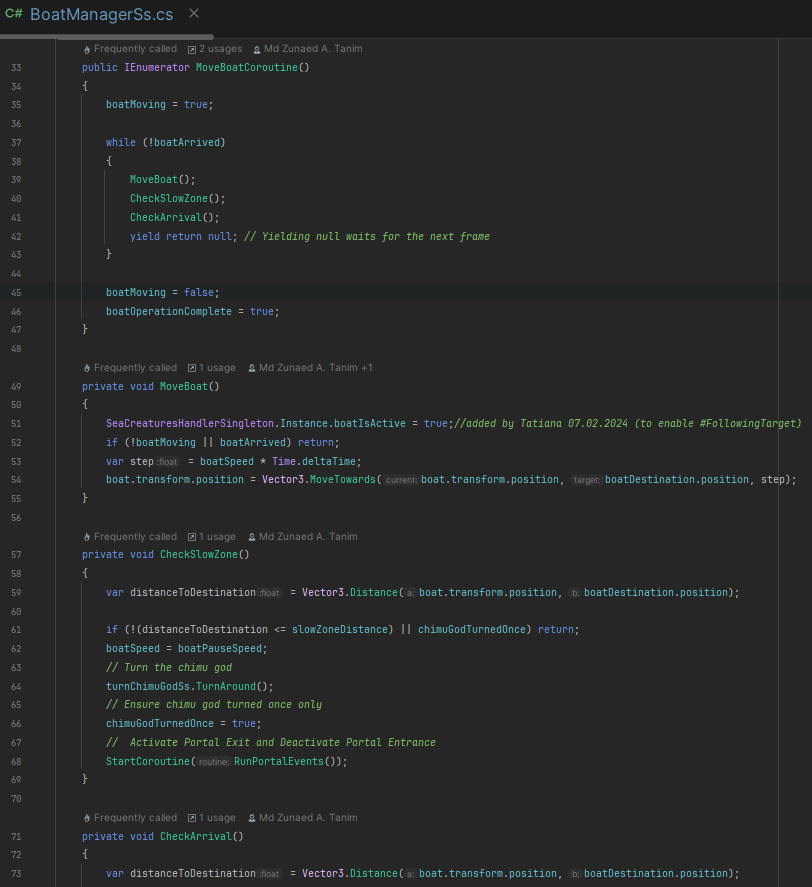 C# BoatManagerSs.cs
Frequently called 2 usages Md Zunaed A. Tanim
33 public IEnumerator MoveBoatCoroutine()
34 {
35 boatMoving = true;
36
37 while (!boatArrived)
38 {
39 MoveBoat();
40 CheckSlowZone();
41 CheckArrival();
42 yield return null; // Yielding null waits for the next frame
43 }
44
45 boatMoving = false;
46 boatOperationComplete = true;
47 }
48
Frequently called 1 usage Md Zunaed A. Tanim +1
49 private void MoveBoat()
50 {
51 SeaCreaturesHandlerSingleton.Instance.boatIsActive = true;//added by Tatiana 07.02.2024 (to enable #FollowingTarget)
52 if (!boatMoving || boatArrived) return;
53 var step :float = boatSpeed * Time.deltaTime;
54 boat.transform.position = Vector3.MoveTowards( current: boat.transform.position, target: boatDestination.position, step);
55 }
56
Frequently called 1 usage Md Zunaed A. Tanim
57 private void CheckSlowZone()
58 {
59 var distanceToDestination :float = Vector3.Distance( a: boat.transform.position, b: boatDestination.position);
60
61 if (!(distanceToDestination <= slowZoneDistance) || chimuGodTurnedOnce) return;
62 boatSpeed = boatPauseSpeed;
63 // Turn the chimu god
64 turnChimuGodSs.TurnAround();
65 // Ensure chimu god turned once only
66 chimuGodTurnedOnce = true;
67 // Activate Portal Exit and Deactivate Portal Entrance
68 StartCoroutine( routine: RunPortalEvents());
69 }
70
Frequently called 1 usage Md Zunaed A. Tanim
71 private void CheckArrival()
72 {
73 var distanceToDestination :float = Vector3.Distance( a: boat.transform.position, b: boatDestination.position);